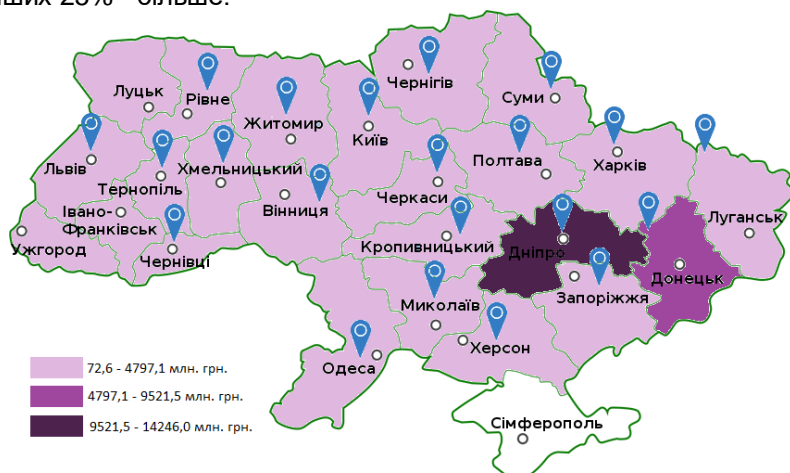 більше.
Чернігів
Луцьк
Рівне
Суми
Житомир
Київ
Львів
Тернопіль
Хмельницький
Полтава
Харків
Черкаси
Вінниця
Івано-
Франківськ
Ужгород
Чернівці
Кропивницький
Дніпро
Луганськ
Донецьк
Миколаїв
Запоріжжя
Одеса
Херсон
Сімферополь
72,6 - 4797,1 млн. грн.
4797,1 - 9521,5 млн. грн.
9521,5 - 14246,0 млн. грн.